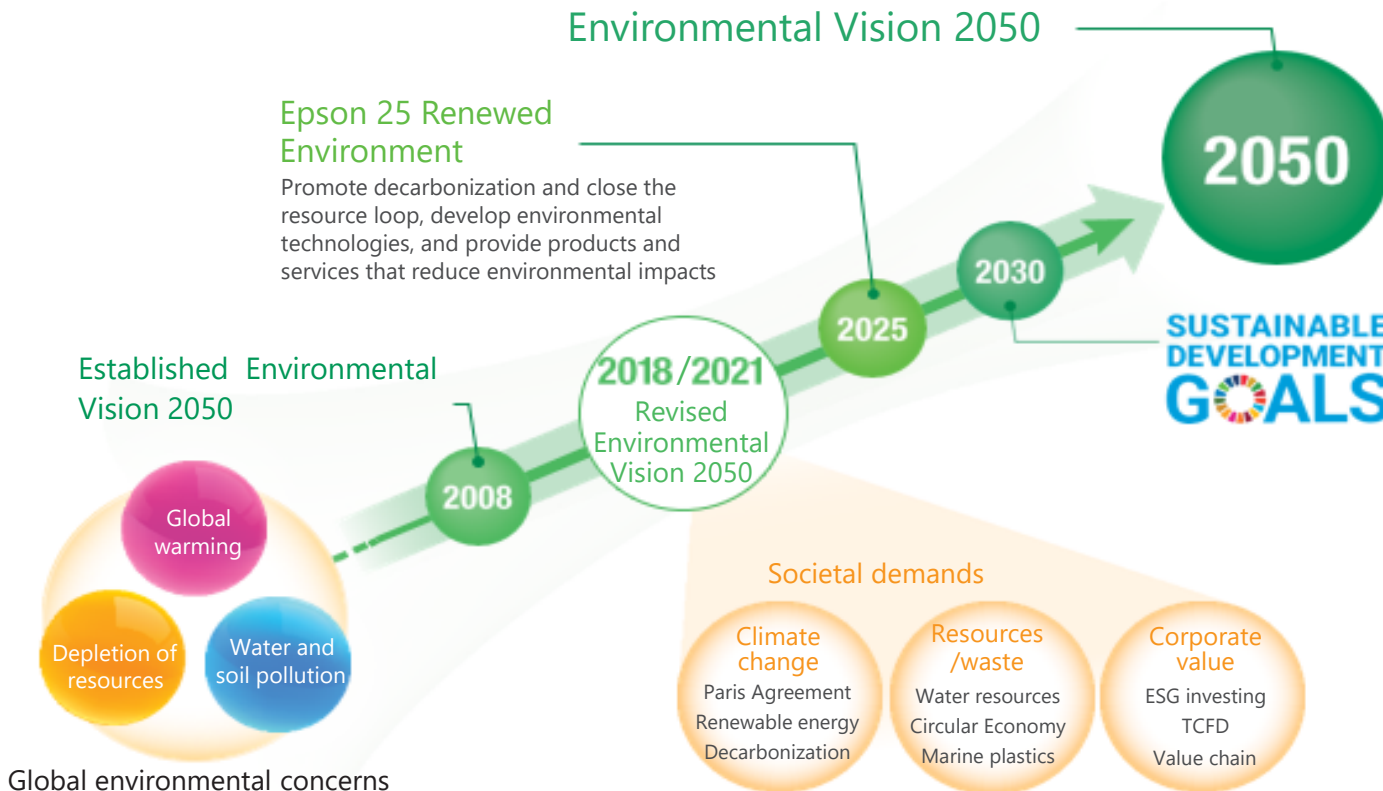 Environmental Vision 2050
2050
Epson 25 Renewed
Environment
Promote decarbonization and close the
resource loop, develop environmental
technologies, and provide products and
services that reduce environmental impacts
2030
2025
SUSTAINABLE
DEVELOPMENT
GOALS
Established Environmental
Vision 2050
2018/2021
Revised
Environmental
Vision 2050
2008
Global
warming
Depletion of
resources
Water and
soil pollution
Global environmental concerns
Societal demands
Climate
change
Paris Agreement
Renewable energy
Decarbonization
Resources
/waste
Water resources
Circular Economy
Marine plastics
Corporate
value
ESG investing
TCFD
Value chain